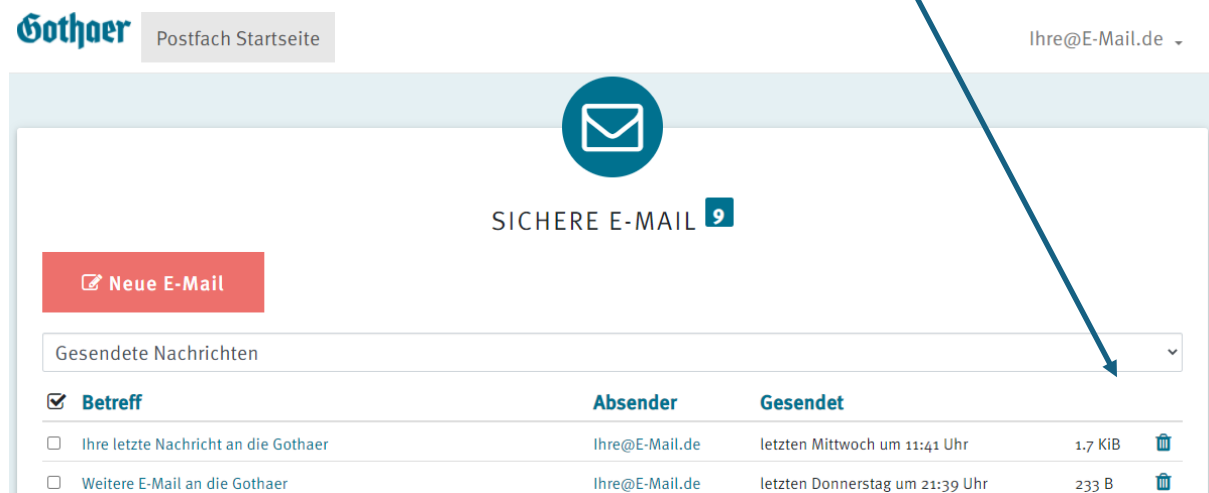 Gothaer Postfach Startseite Ihre@E-Mail.de
SICHERE E-MAIL 9
Neue E-Mail
Gesendete Nachrichten
Betreff Absender Gesendet
Ihre letzte Nachricht an die Gothaer Ihre@E-Mail.de letzten Mittwoch um 11:41 Uhr 1.7 KiB
Weitere E-Mail an die Gothaer Ihre@E-Mail.de letzten Donnerstag um 21:39 Uhr 233 B